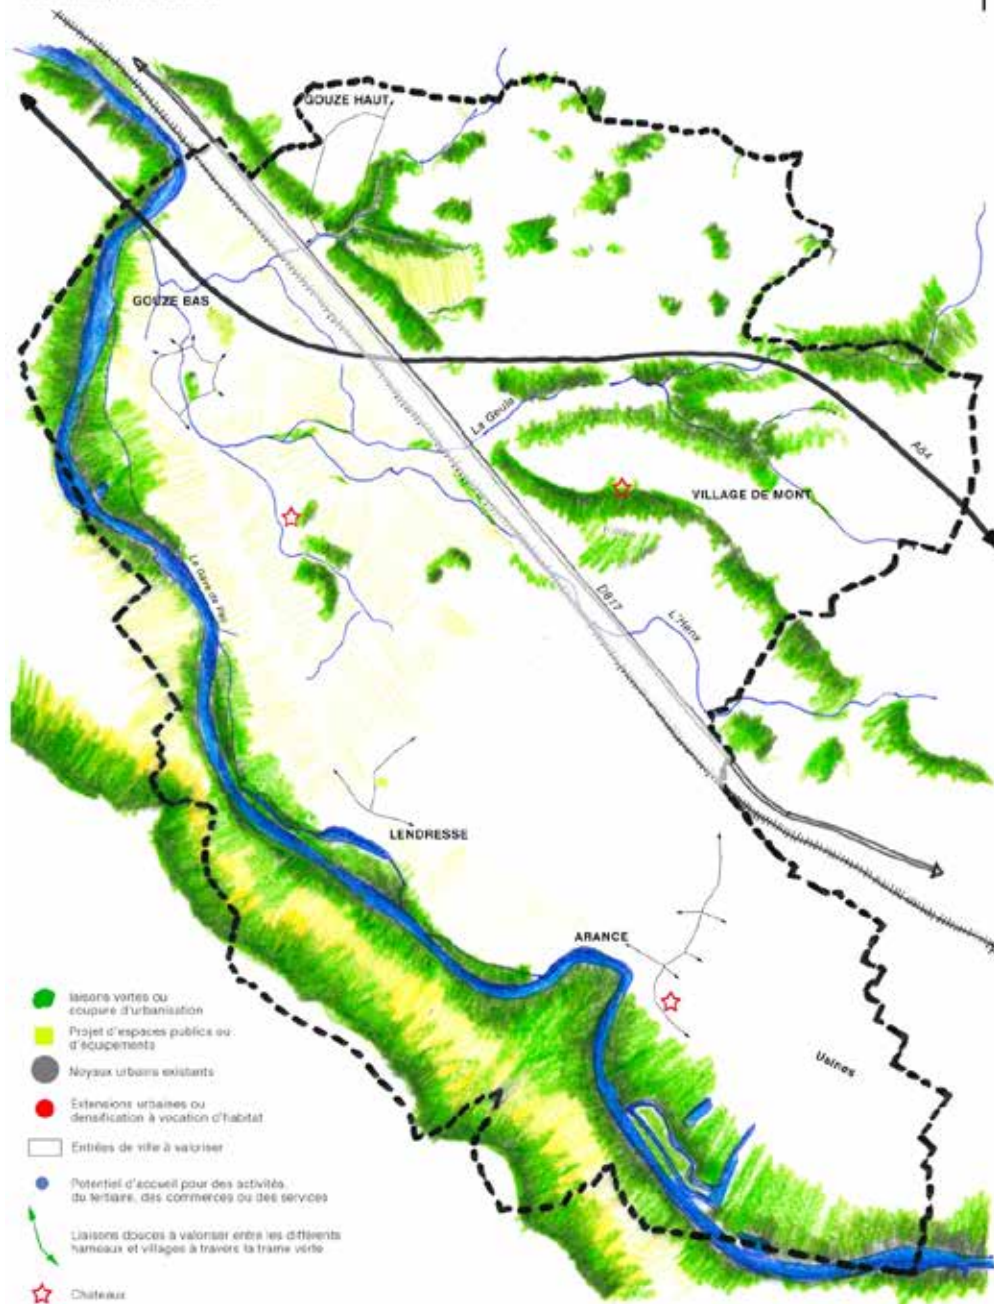 GOUZE HAUT
GOUZE BAS
La Geule
A64
VILLAGE DE MONT
Le Gave de Pau
D817
L'Henx
LENDRESSE
ARANCE
Usines
liaisons vertes ou
coupure d'urbanisation
Projet d'espaces publics ou
d'équipements
Noyaux urbains existants
Extensions urbaines ou
densification à vocation d'habitat
Entrées de ville à valoriser
Potentiel d'accueil pour des activités,
du tertiaire, des commerces ou des services
Liaisons douces à valoriser entre les différents
hameaux et villages à travers la trame verte
Châteaux